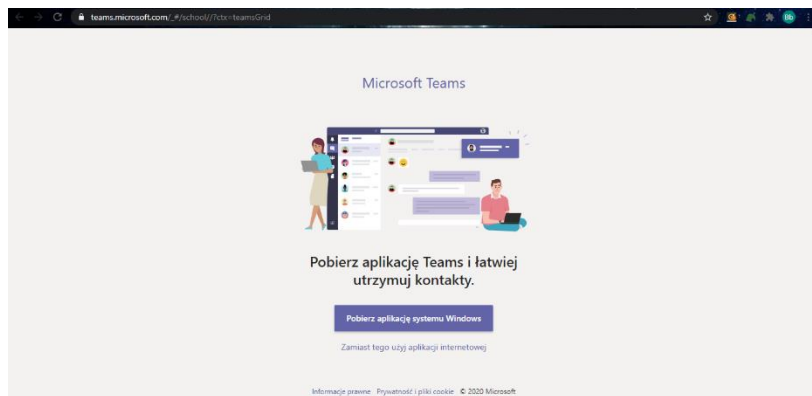 teams.microsoft.com/_#/school//?ctx=teamsGrid
Microsoft Teams
Pobierz aplikację Teams i łatwiej
utrzymuj kontakty.
Pobierz aplikację systemu Windows
Zamiast tego użyj aplikacji internetowej
Informacje prawne Prywatność i pliki cookie © 2020 Microsoft